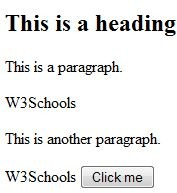 This is a heading
This is a paragraph.
W3Schools
This is another paragraph.
W3Schools Click me